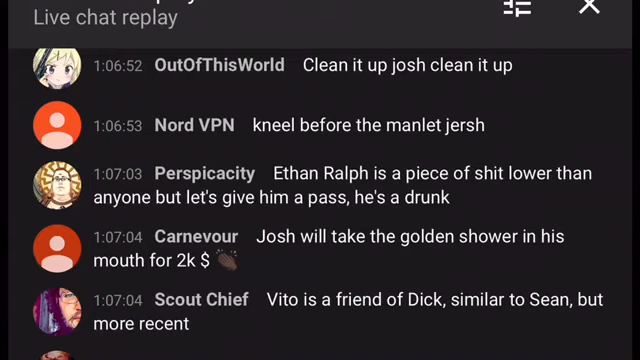 Live chat replay
1:06:52 OutOfThisWorld Clean it up josh clean it up
1:06:53 Nord VPN kneel before the manlet jersh
1:07:03 Perspicacity Ethan Ralph is a piece of shit lower than
anyone but let's give him a pass, he's a drunk
1:07:04 Carnevour Josh will take the golden shower in his
mouth for 2k $ 👏🏿
1:07:04 Scout Chief Vito is a friend of Dick, similar to Sean, but
more recent